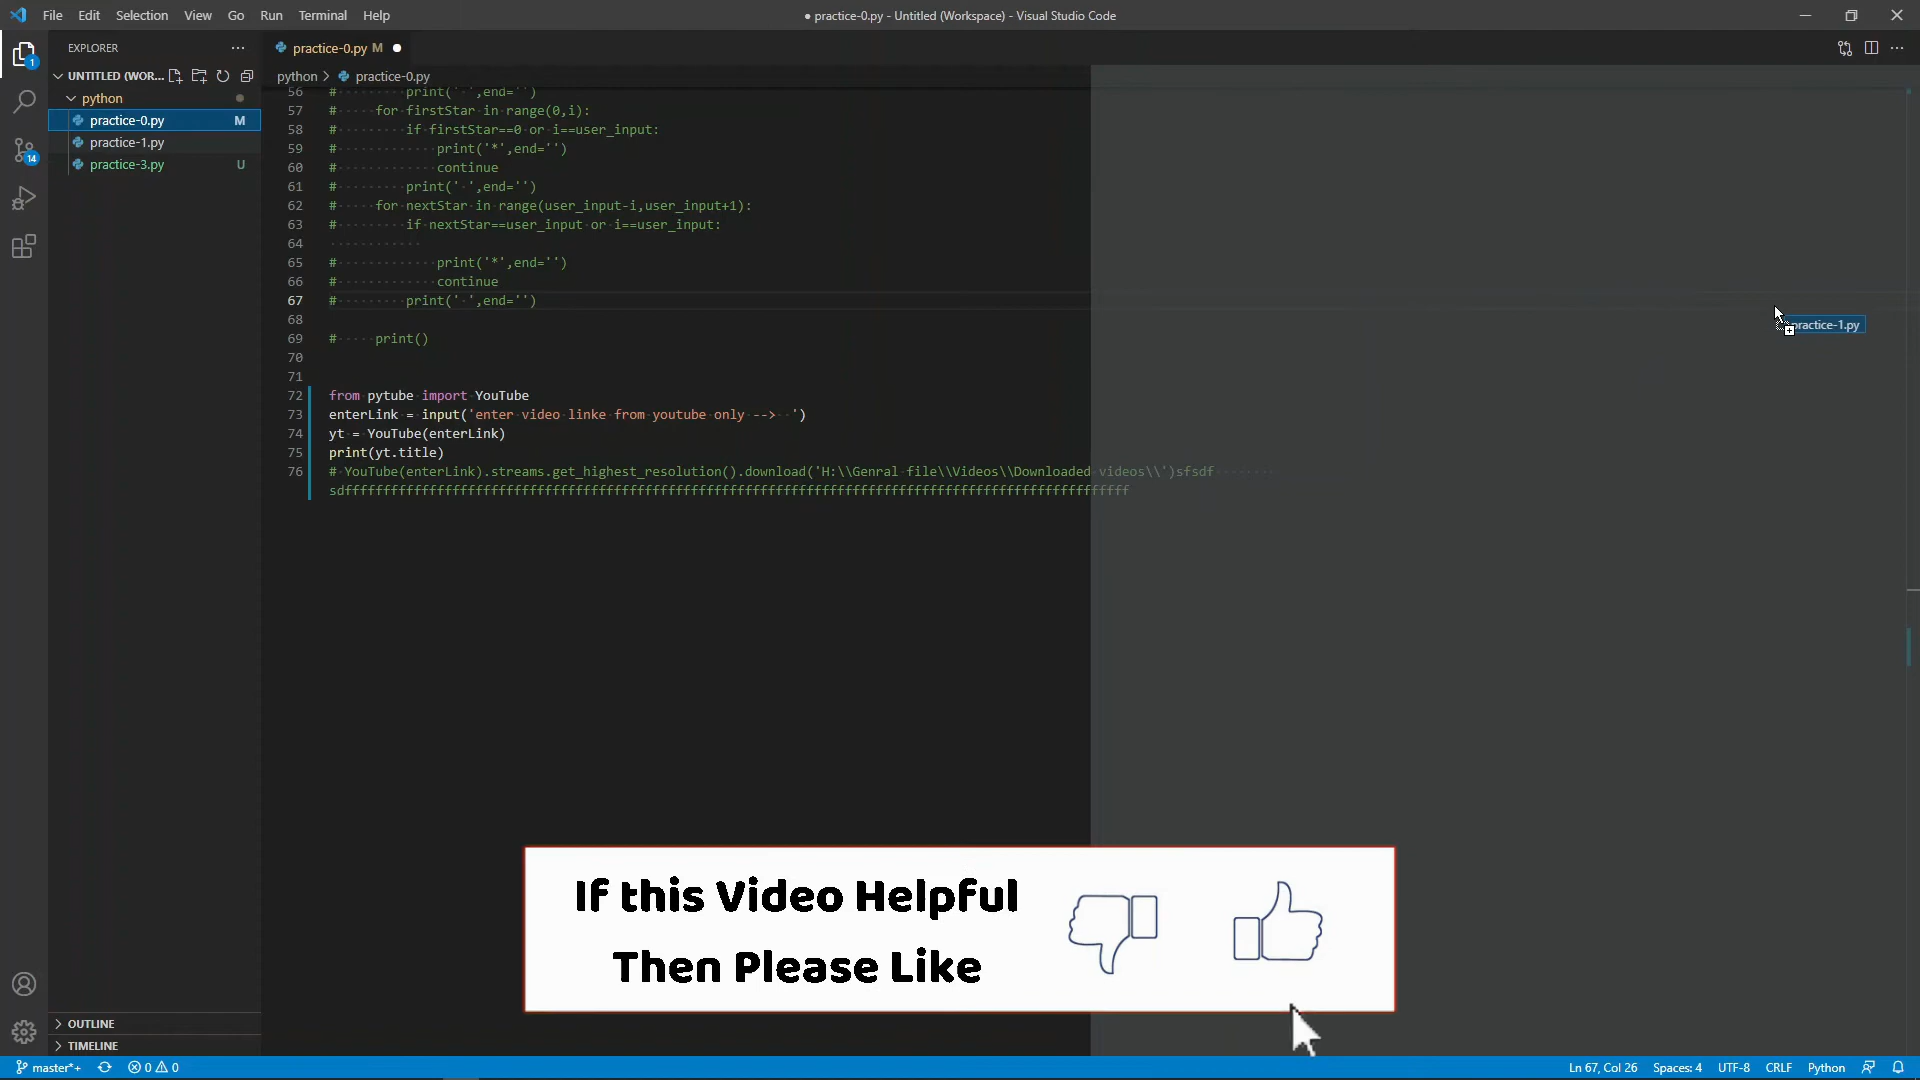 File Edit Selection View Go Run Terminal Help
● practice-0.py - Untitled (Workspace) - Visual Studio Code
EXPLORER
practice-0.py M
UNTITLED (WOR...
python > practice-0.py
python
practice-0.py M
practice-1.py
practice-3.py U
1
14
56 # print(' ',end='')
57 # for firstStar in range(0,i):
58 # if firstStar==0 or i==user_input:
59 # print('*',end='')
60 # continue
61 # print(' ',end='')
62 # for nextStar in range(user_input-i,user_input+1):
63 # if nextStar==user_input or i==user_input:
64
65 # print('*',end='')
66 # continue
67 # print(' ',end='')
68
69 # print()
70
71
72 from pytube import YouTube
73 enterLink = input('enter video linke from youtube only -->  ')
74 yt = YouTube(enterLink)
75 print(yt.title)
76 # YouTube(enterLink).streams.get_highest_resolution().download('H:\\Genral file\\Videos\\Downloaded videos\\')sfsdf
practice-1.py
If this Video Helpful
Then Please Like
OUTLINE
TIMELINE
master*+ 0 0 Ln 67, Col 26 Spaces: 4 UTF-8 CRLF Python